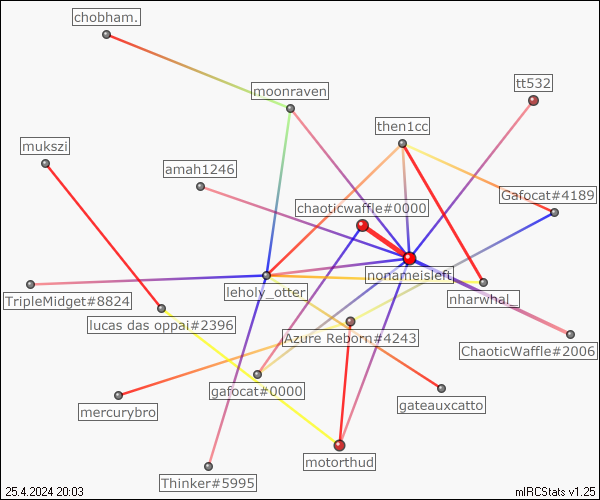 chobham.
tt532
moonraven
then1cc
mukszi
amah1246
Gafocat#4189
chaoticwaffle#0000
nonameisleft
leholy_otter
nharwhal_
TripleMidget#8824
lucas das oppai#2396
Azure Reborn#4243
ChaoticWaffle#2006
gafocat#0000
gateauxcatto
mercurybro
motorthud
Thinker#5995
25.4.2024 20:03
mIRCStats v1.25